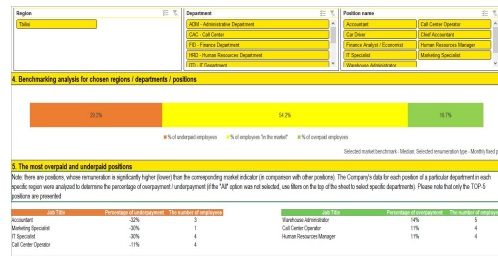 Region
Department
Position name
Tbilisi
ADM - Administrative Department
CAC - Call Center
FID - Finance Department
HRD - Human Resources Department
ITD - IT Department
Accountant
Call Center Operator
Car Driver
Chief Accountant
Finance Analyst / Economist
Human Resources Manager
IT Specialist
Marketing Specialist
Warehouse Administrator
4. Benchmarking analysis for chosen regions / departments / positions
54.2%
16.7%
% of underpaid employees
% of employees "in the market"
% of overpaid employees
Selected market benchmark - Median. Selected renumeration type - Monthly fixed p
5. The most overpaid and underpaid positions
Note: there are positions, whose remuneration is significantly higher (lower) than the corresponding market indicator (in comparison with other positions). The Company's data for each position of a particular department in each
specific region were analyzed to determine the percentage of overpayment / underpayment (if the "All" option was not selected, use filters on the top of the sheet to select specific departments). Please note that only the TOP-5
positions are presented
Job Title Percentage of underpayment The number of employees
Accountant -32% 3
Marketing Specialist -30% 1
IT Specialist -30% 4
Call Center Operator -11% 4
Job Title Percentage of overpayment The number of employe
Warehouse Administrator 14% 5
Call Center Operator 11% 4
Human Resources Manager 11% 4